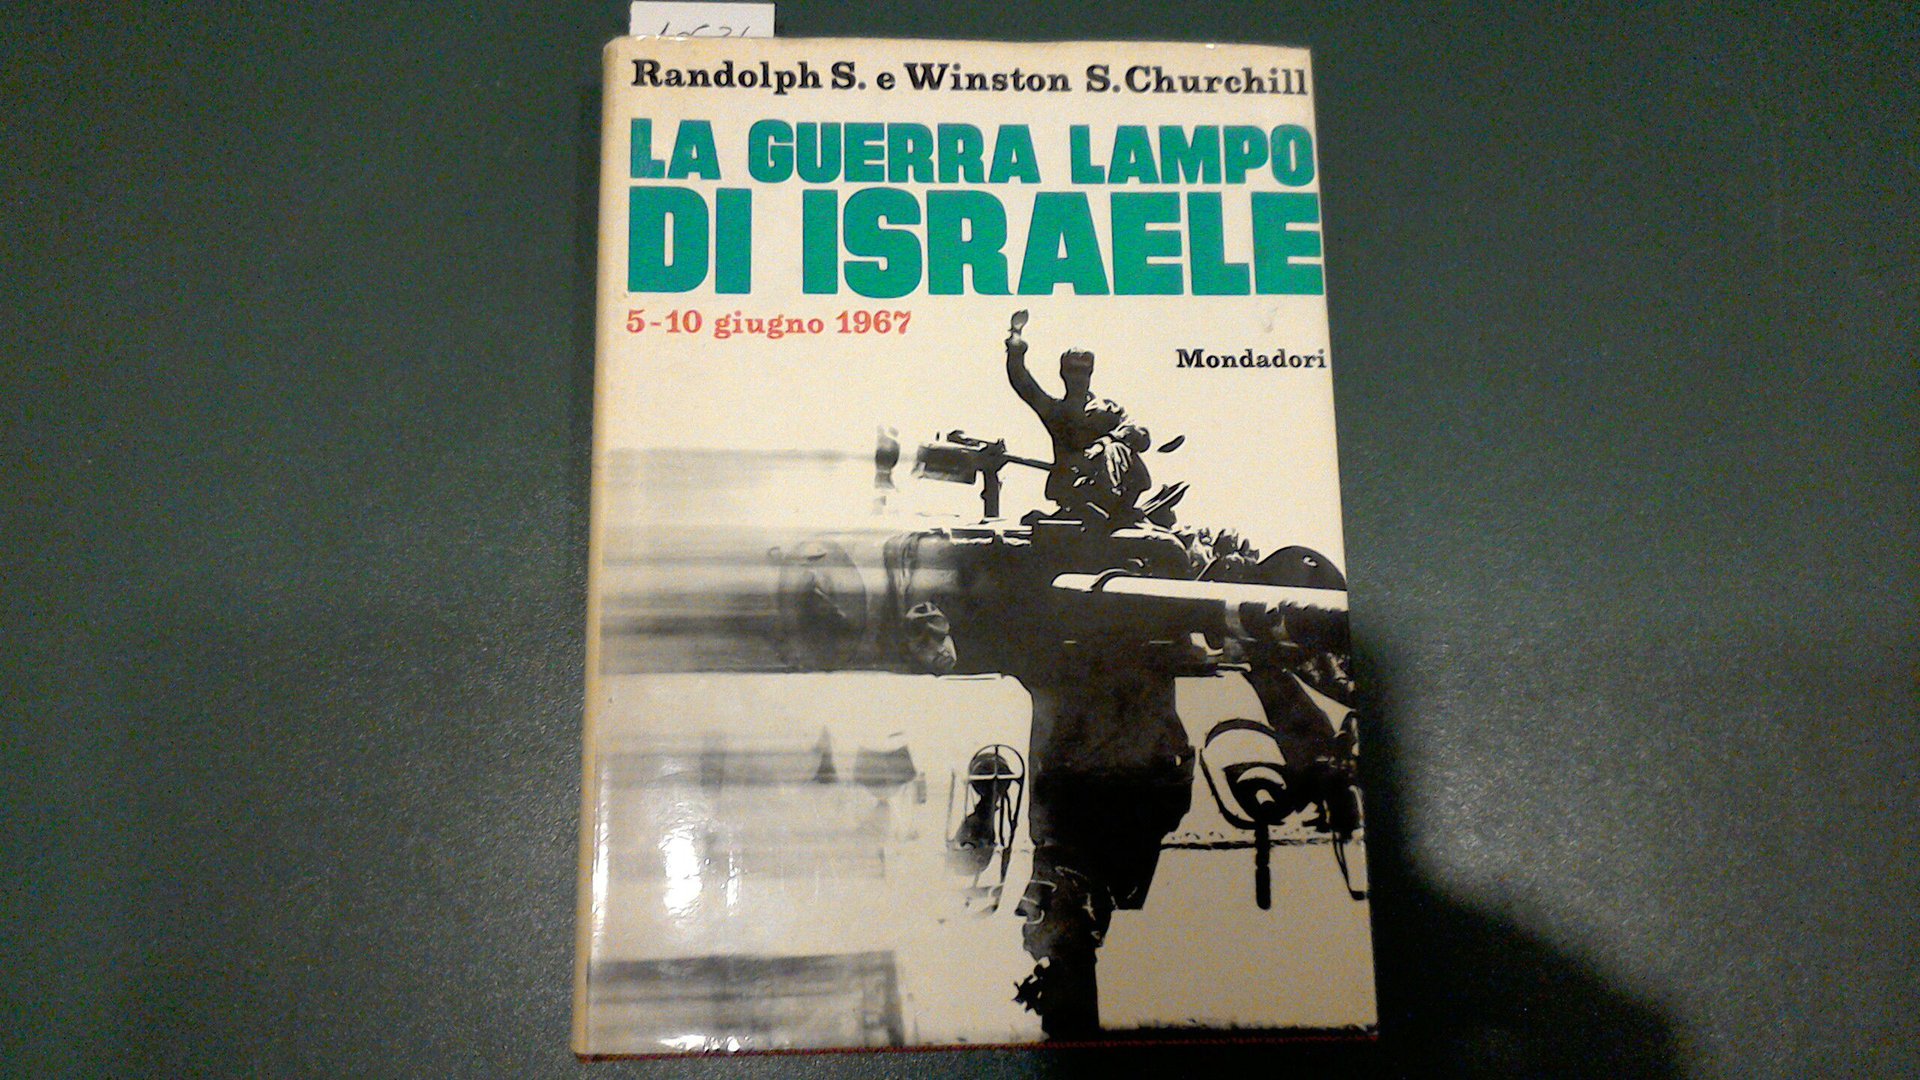 Randolph S. e Winston S. Churchill
LA GUERRA LAMPO
DI ISRAELE
5-10 giugno 1967
Mondadori